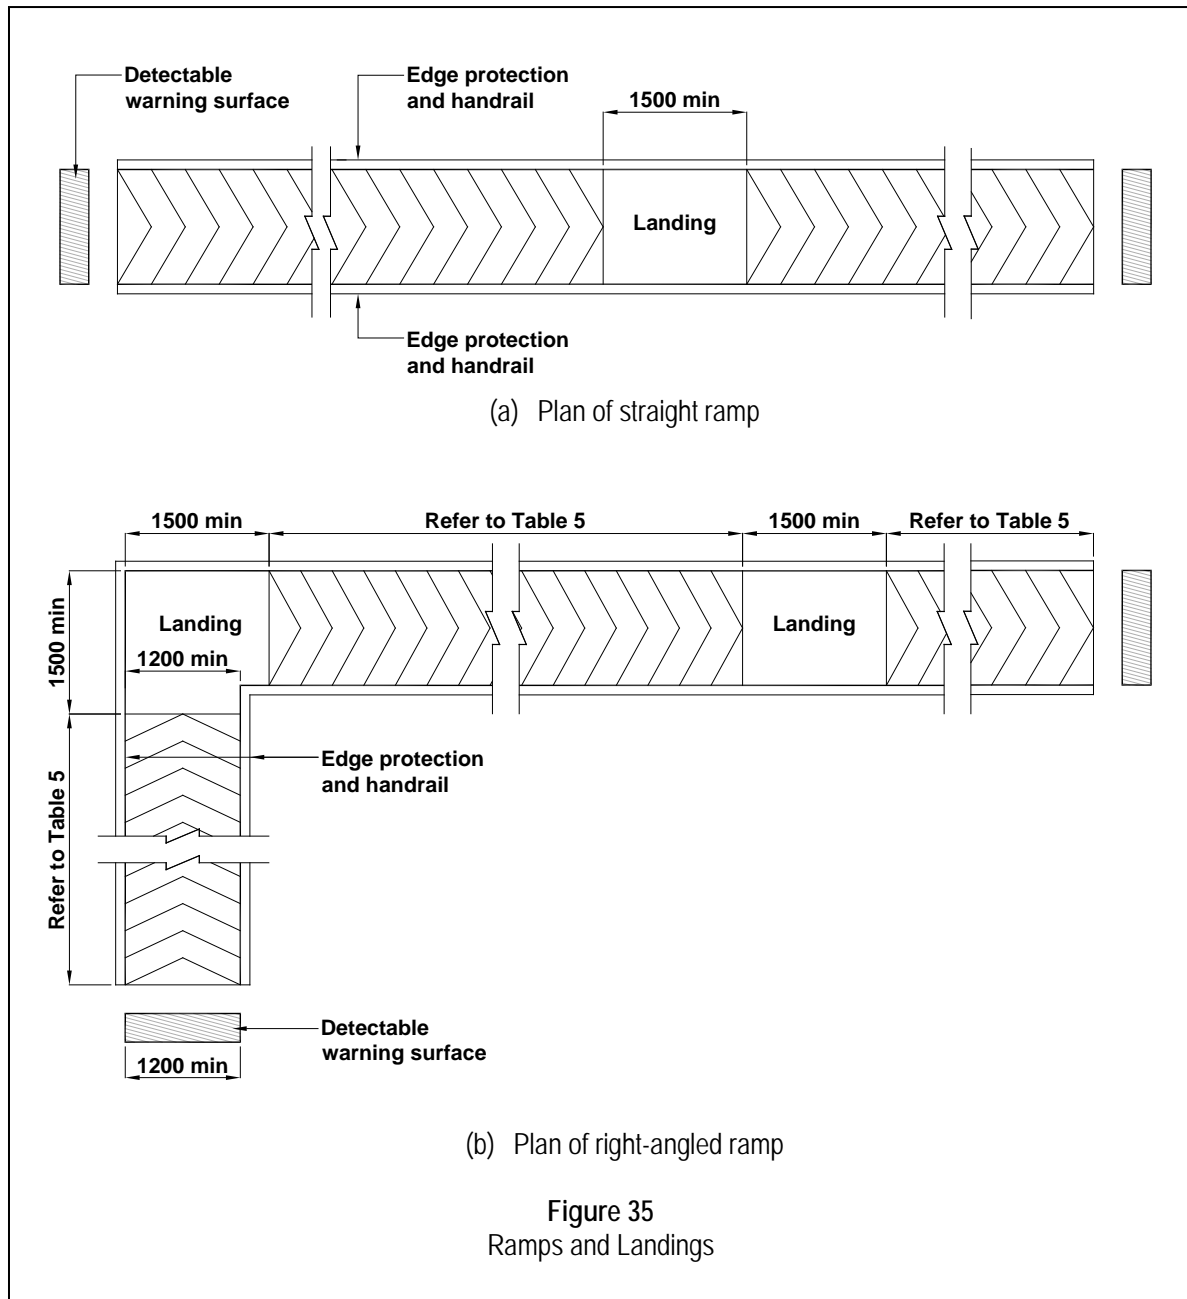 Detectable
warning surface
Edge protection
and handrail
1500 min
Landing
Edge protection
and handrail
(a) Plan of straight ramp
1500 min
Refer to Table 5
1500 min
Refer to Table 5
1500 min
Landing
Landing
1200 min
Refer to Table 5
Edge protection
and handrail
Detectable
warning surface
1200 min
(b) Plan of right-angled ramp
Figure 35
Ramps and Landings